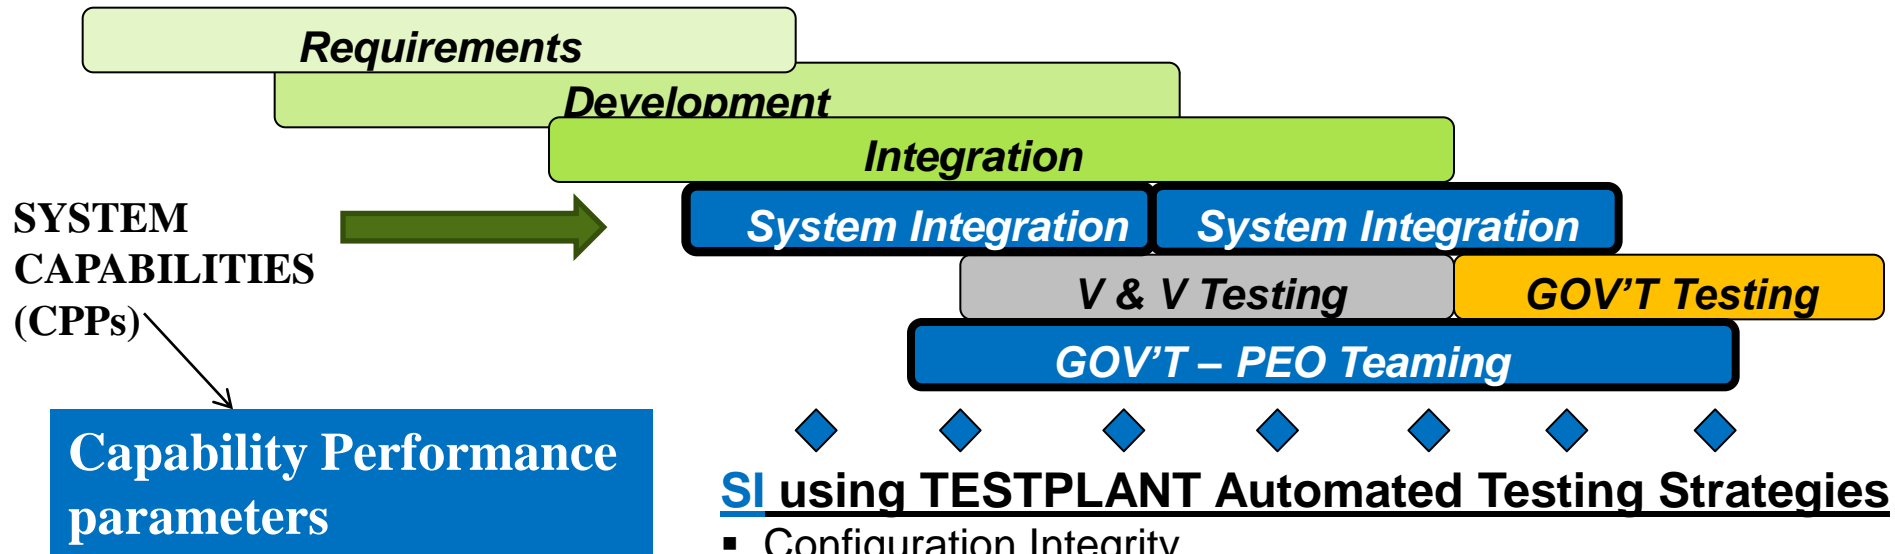 Requirements
Development
Integration
System Integration System Integration
SYSTEM
CAPABILITIES
(CPPs)
V & V Testing GOV’T Testing
GOV’T – PEO Teaming
Capability Performance
parameters
SI using TESTPLANT Automated Testing Strategies
▪ Configuration Integrity